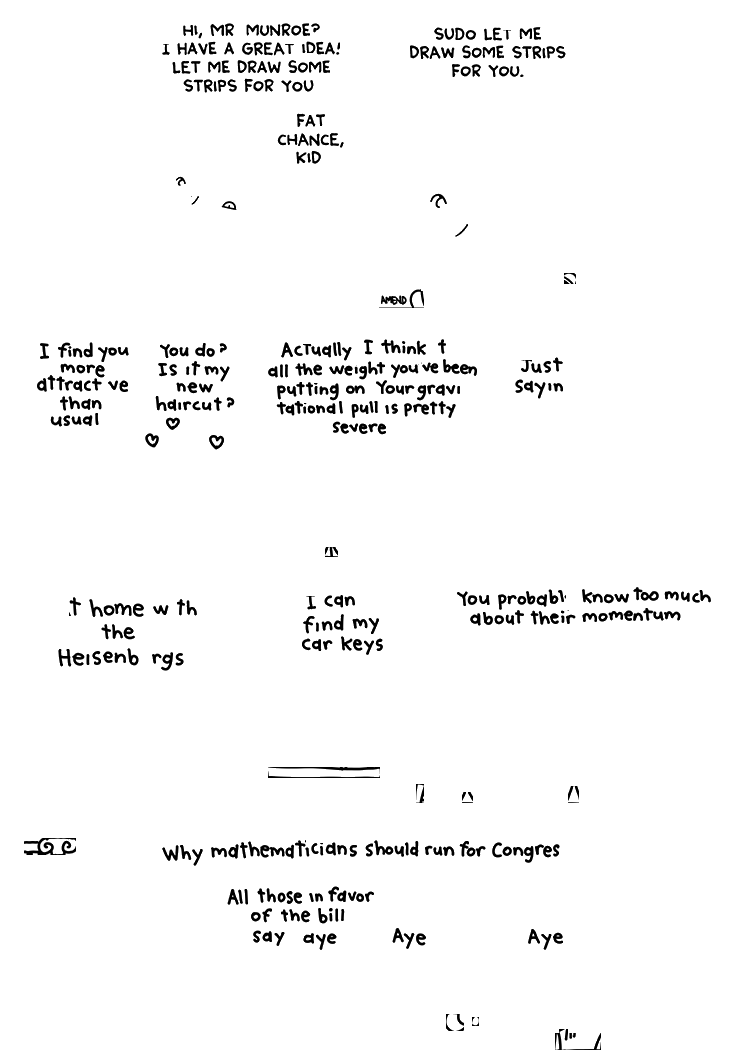 HI, MR MUNROE?
I HAVE A GREAT IDEA!
LET ME DRAW SOME
STRIPS FOR YOU
SUDO LET ME
DRAW SOME STRIPS
FOR YOU.
FAT
CHANCE,
KID
AMEND
I find you
more
attract ve
than
usual
You do?
Is it my
new
haircut?
Actually I think t
all the weight you ve been
putting on Your gravi
tational pull is pretty
severe
Just
sayin
t home w th
the
Heisenb rgs
I can
find my
car keys
You probabl know too much
about their momentum
Why mathematicians should run for Congres
All those in favor
of the bill
say aye
Aye
Aye